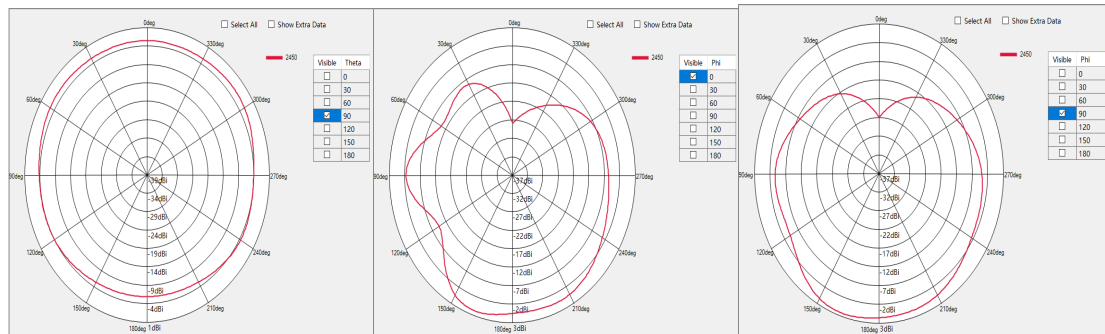 Select All Show Extra Data
0deg
30deg 330deg
2450
Visible Theta
0
30
60
90
120
150
180
60deg 300deg
90deg 270deg
-39dBi
-34dBi
-29dBi
-24dBi
-19dBi
-14dBi
-9dBi
-4dBi
120deg 240deg
150deg 210deg
180deg 1dBi
Select All Show Extra Data
0deg
30deg 330deg
2450
Visible Phi
0
30
60
90
120
150
180
60deg 300deg
90deg 270deg
-37dBi
-32dBi
-27dBi
-22dBi
-17dBi
-12dBi
-7dBi
-2dBi
120deg 240deg
150deg 210deg
180deg 3dBi
Select All Show Extra Data
0deg
30deg 330deg
2450
Visible Phi
0
30
60
90
120
150
180
60deg 300deg
90deg 270deg
-37dBi
-32dBi
-27dBi
-22dBi
-17dBi
-12dBi
-7dBi
-2dBi
120deg 240deg
150deg 210deg
180deg 3dBi